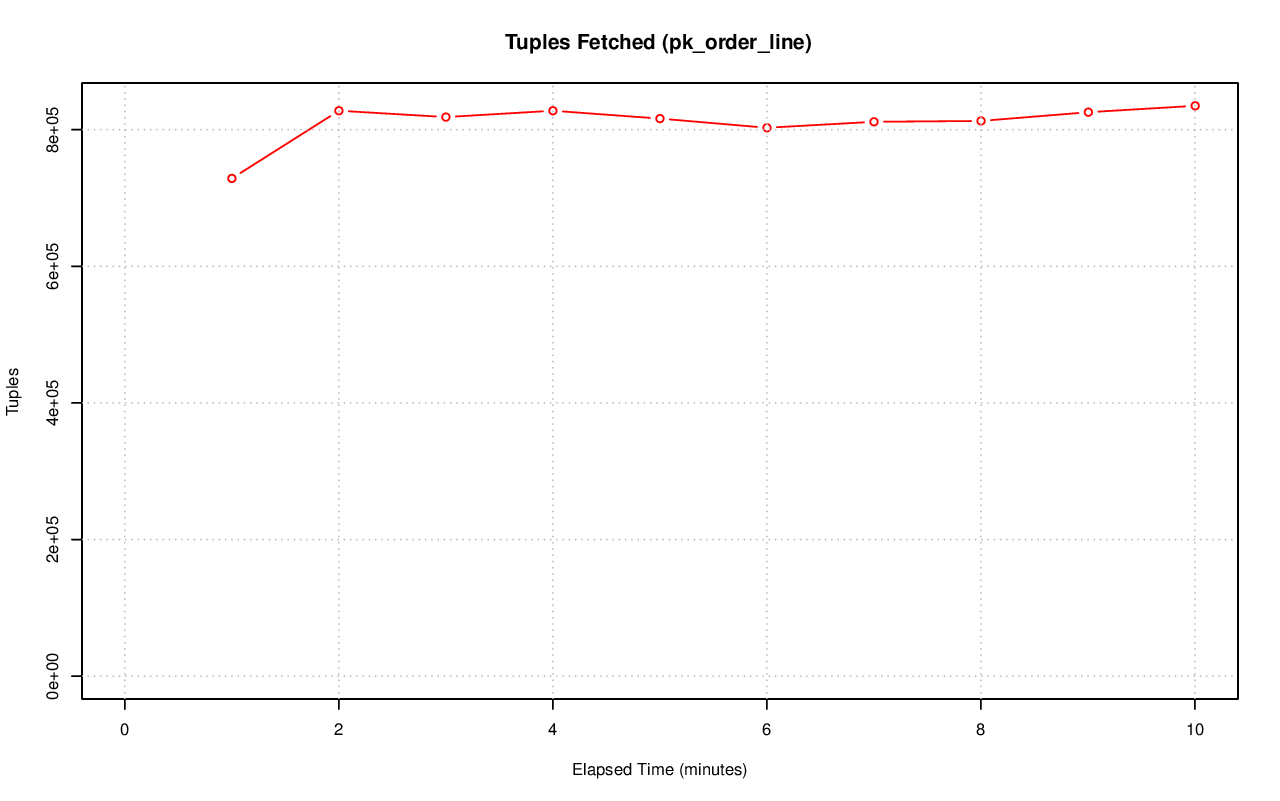 Tuples Fetched (pk_order_line)
Tuples
8e+05
6e+05
4e+05
2e+05
0e+00
0 2 4 6 8 10
Elapsed Time (minutes)